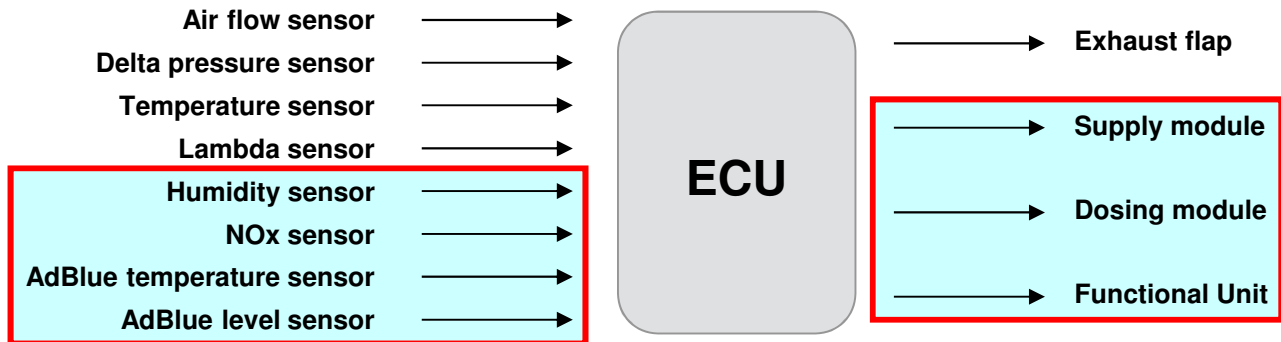 Air flow sensor
Delta pressure sensor
Temperature sensor
Lambda sensor
Humidity sensor
NOx sensor
AdBlue temperature sensor
AdBlue level sensor
ECU
Exhaust flap
Supply module
Dosing module
Functional Unit